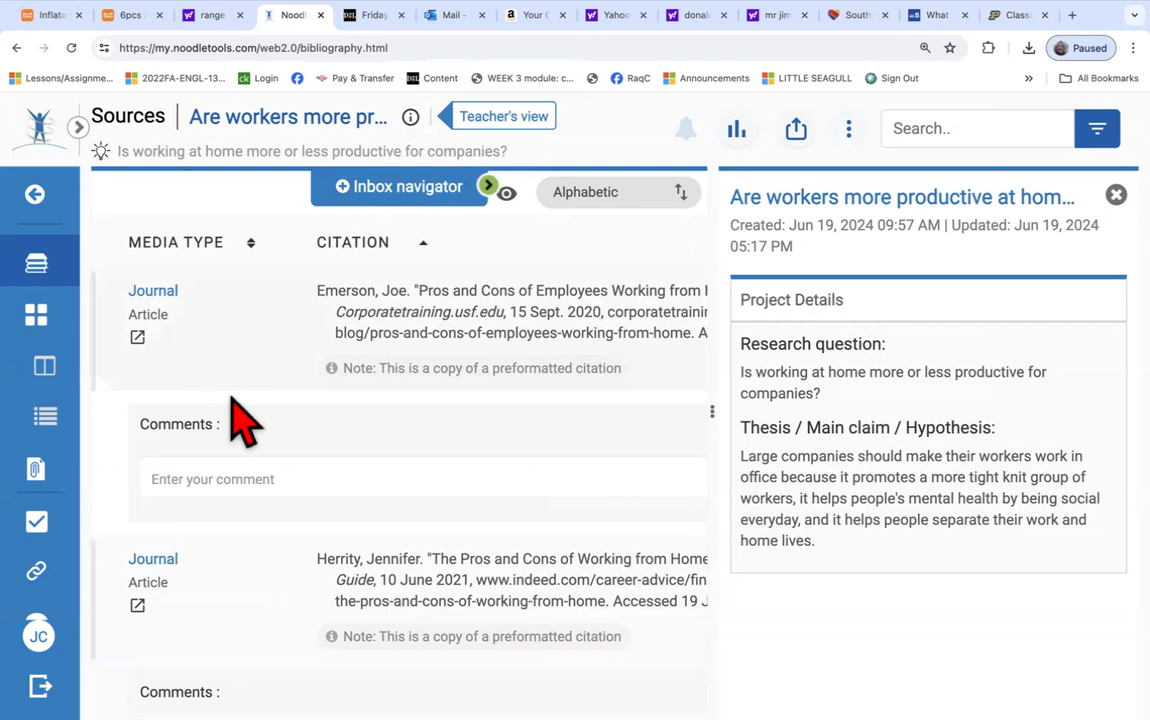 Inflata
6pcs
range
Noodl
Friday
Mail -
Your C
Yahoo
donal
mr jim
South
What
Classi
https://my.noodletools.com/web2.0/bibliography.html
Paused
Lessons/Assignme...
2022FA-ENGL-13...
Login
Pay & Transfer
Content
WEEK 3 module: c...
RaqC
Announcements
LITTLE SEAGULL
Sign Out
»
All Bookmarks
Sources
Are workers more pr...
Teacher's view
Search..
Is working at home more or less productive for companies?
Inbox navigator
Alphabetic
MEDIA TYPE
CITATION
Journal
Article
Emerson, Joe. "Pros and Cons of Employees Working from
Corporatetraining.usf.edu, 15 Sept. 2020, corporatetrainin
blog/pros-and-cons-of-employees-working-from-home. A
Note: This is a copy of a preformatted citation
Comments :
Enter your comment
Journal
Article
Herrity, Jennifer. "The Pros and Cons of Working from Home
Guide, 10 June 2021, www.indeed.com/career-advice/fin
the-pros-and-cons-of-working-from-home. Accessed 19 J
Note: This is a copy of a preformatted citation
Comments :
JC
Are workers more productive at hom...
Created: Jun 19, 2024 09:57 AM | Updated: Jun 19, 2024
05:17 PM
Project Details
Research question:
Is working at home more or less productive for
companies?
Thesis / Main claim / Hypothesis:
Large companies should make their workers work in
office because it promotes a more tight knit group of
workers, it helps people's mental health by being social
everyday, and it helps people separate their work and
home lives.